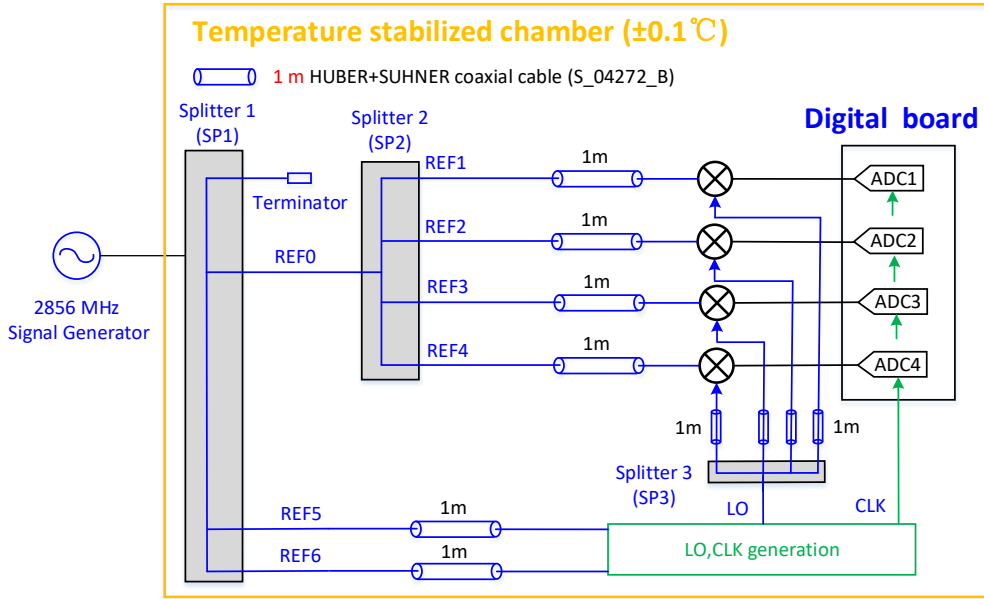 Temperature stabilized chamber (±0.1℃)
1 m HUBER+SUHNER coaxial cable (S_04272_B)
Splitter 1
(SP1)
Splitter 2
(SP2)
Digital board
Terminator
REF0
REF1
1m
ADC1
REF2
1m
ADC2
REF3
1m
ADC3
REF4
1m
ADC4
2856 MHz
Signal Generator
1m
1m
Splitter 3
(SP3)
LO
CLK
REF5
1m
REF6
1m
LO,CLK generation